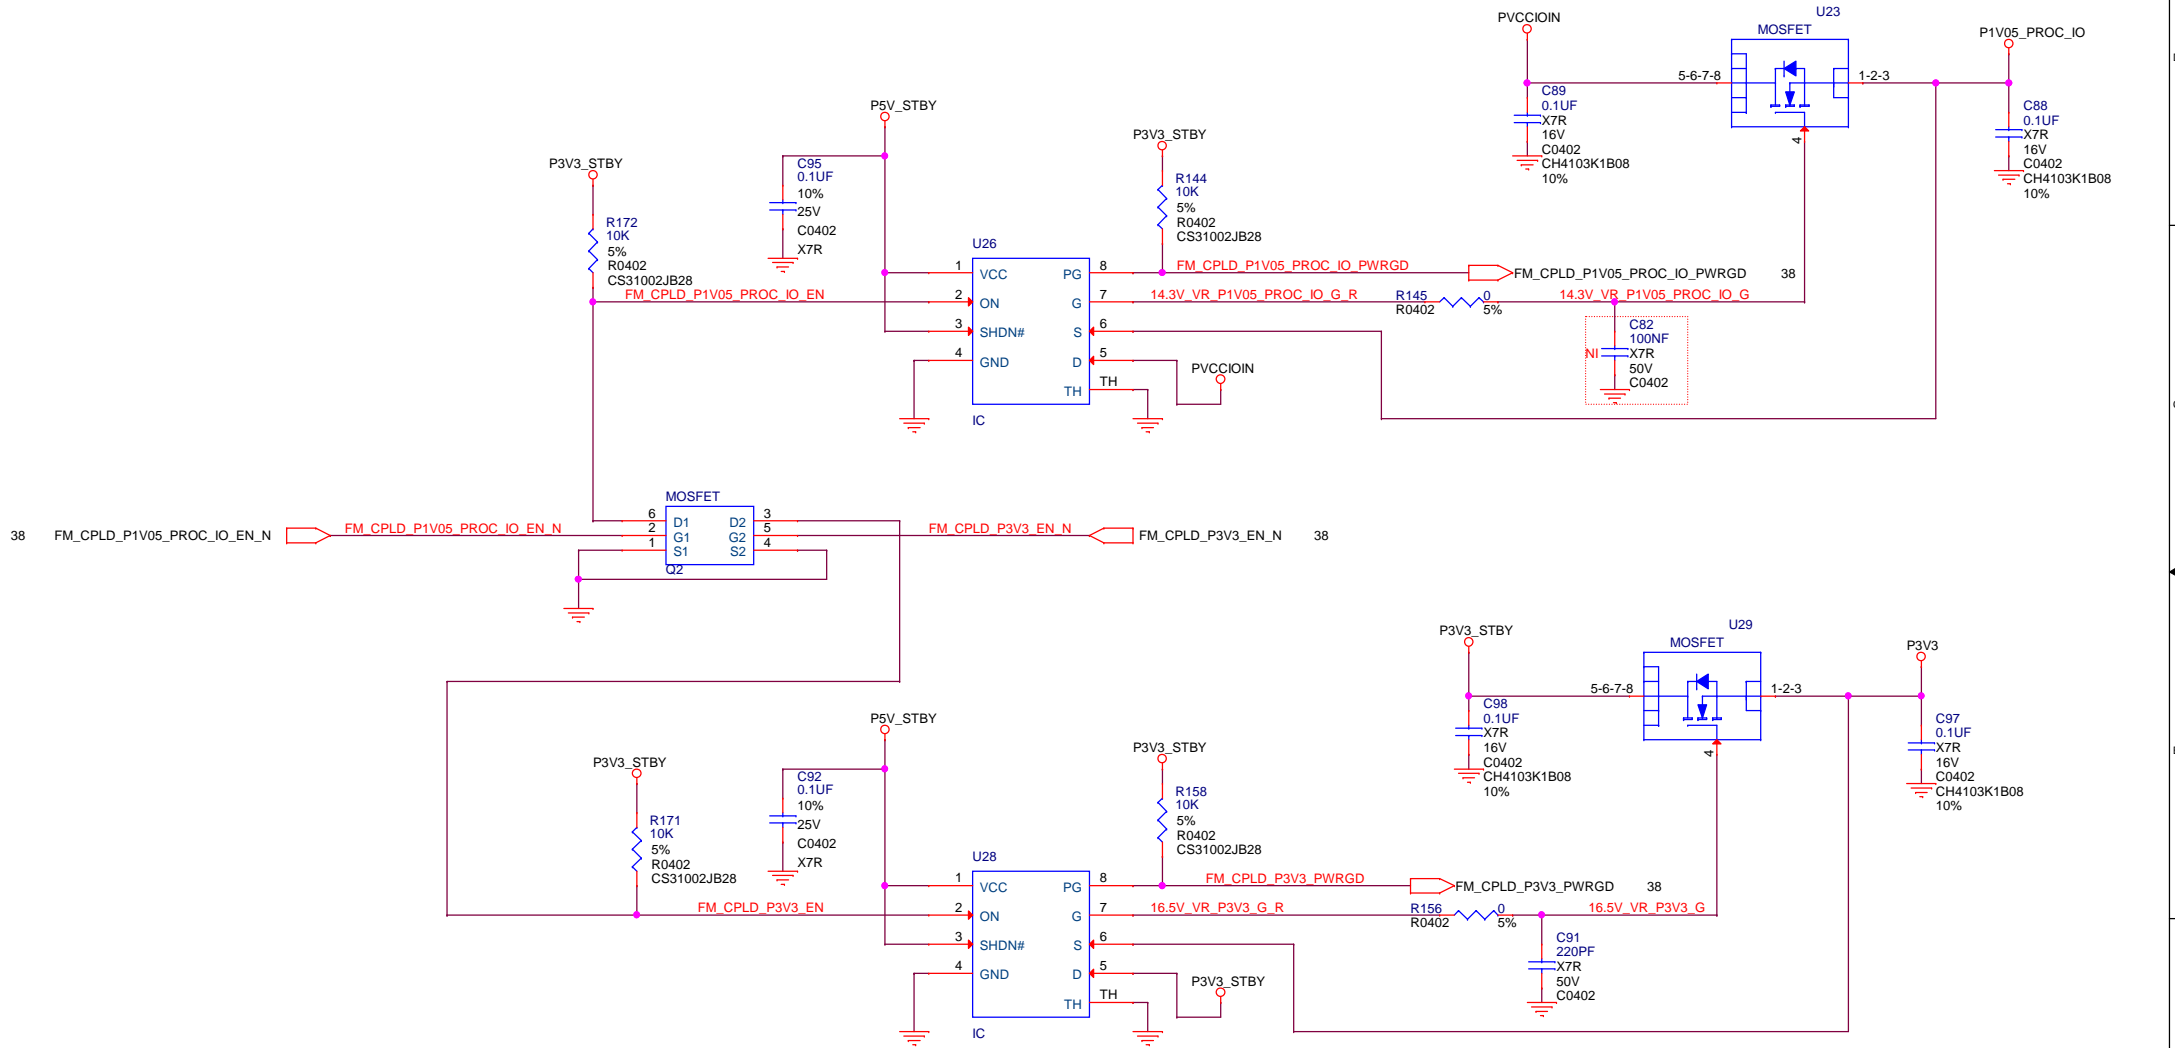 PVCCIOIN
U23
MOSFET
P1V05_PROC_IO
5-6-7-8
1-2-3
4
C89
0.1UF
X7R
16V
C0402
CH4103K1B08
10%
C88
0.1UF
X7R
16V
C0402
CH4103K1B08
10%
P5V_STBY
P3V3_STBY
P3V3_STBY
C95
0.1UF
10%
25V
C0402
X7R
R144
10K
5%
R0402
CS31002JB28
R172
10K
5%
R0402
CS31002JB28
U26
1 VCC
2 ON
3 SHDN#
4 GND
PG 8
G 7
S 6
D 5
TH TH
IC
FM_CPLD_P1V05_PROC_IO_EN
FM_CPLD_P1V05_PROC_IO_PWRGD
FM_CPLD_P1V05_PROC_IO_PWRGD 38
14.3V_VR_P1V05_PROC_IO_G_R
R145 0
R0402 5%
14.3V_VR_P1V05_PROC_IO_G
C82
100NF
NI X7R
50V
C0402
PVCCIOIN
MOSFET
6 D1 D2 3
2 G1 G2 5
1 S1 S2 4
Q2
38 FM_CPLD_P1V05_PROC_IO_EN_N
FM_CPLD_P1V05_PROC_IO_EN_N
FM_CPLD_P3V3_EN_N
FM_CPLD_P3V3_EN_N 38
P3V3_STBY
U29
MOSFET
P3V3
5-6-7-8
1-2-3
4
C98
0.1UF
X7R
16V
C0402
CH4103K1B08
10%
C97
0.1UF
X7R
16V
C0402
CH4103K1B08
10%
P5V_STBY
P3V3_STBY
P3V3_STBY
C92
0.1UF
10%
25V
C0402
X7R
R158
10K
5%
R0402
CS31002JB28
R171
10K
5%
R0402
CS31002JB28
U28
1 VCC
2 ON
3 SHDN#
4 GND
PG 8
G 7
S 6
D 5
TH TH
IC
FM_CPLD_P3V3_EN
FM_CPLD_P3V3_PWRGD
FM_CPLD_P3V3_PWRGD 38
16.5V_VR_P3V3_G_R
R156 0
R0402 5%
16.5V_VR_P3V3_G
C91
220PF
X7R
50V
C0402
P3V3_STBY